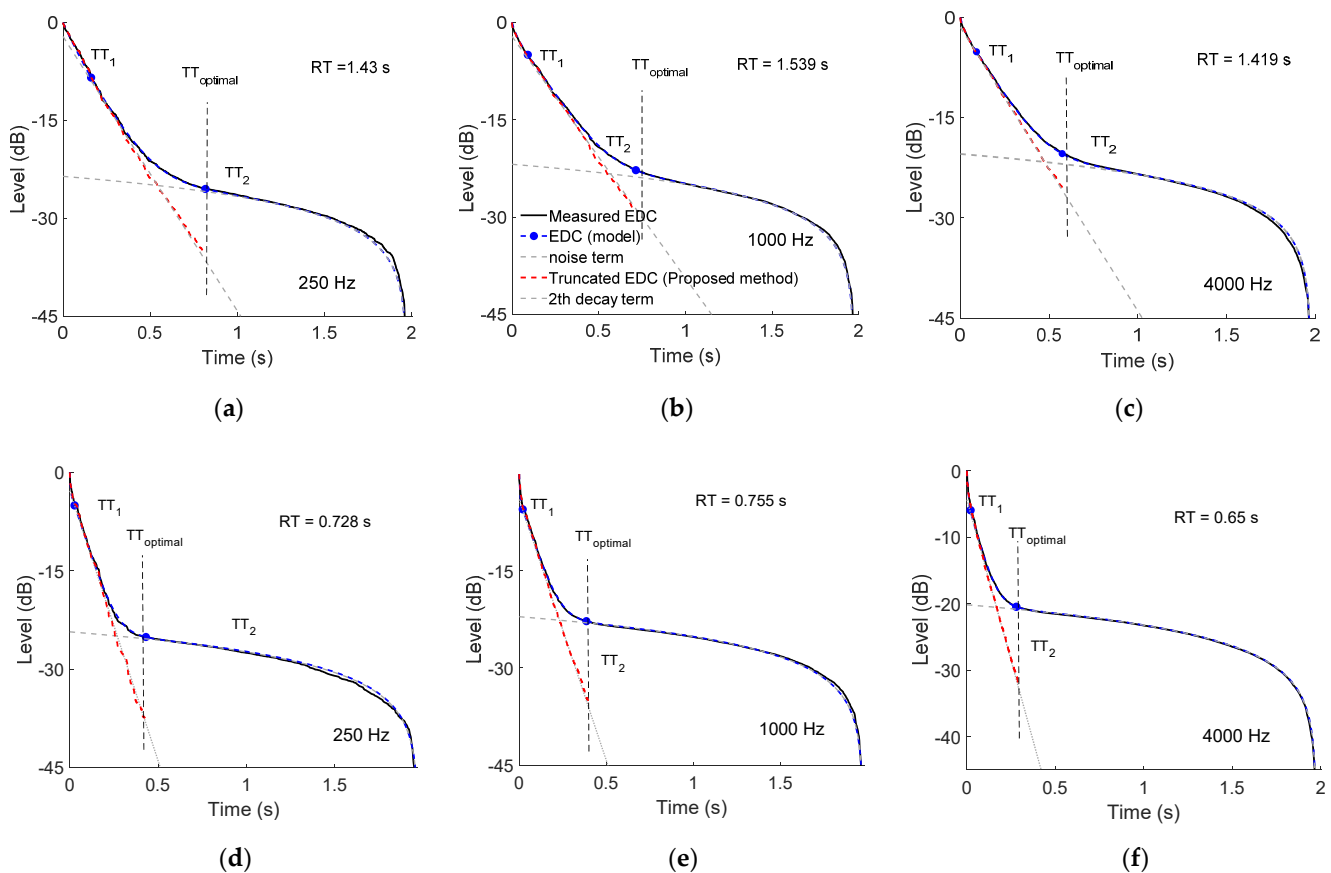 0
-15
-30
-45
Level (dB)
TT1
TToptimal
TT2
RT =1.43 s
250 Hz
0 0.5 1 1.5 2
Time (s)
(a)
0
-15
-30
-45
Level (dB)
TT1
TToptimal
TT2
RT = 1.539 s
Measured EDC
EDC (model)
noise term
Truncated EDC (Proposed method)
2th decay term
1000 Hz
0 0.5 1 1.5 2
Time (s)
(b)
0
-15
-30
-45
Level (dB)
TT1
TToptimal
TT2
RT = 1.419 s
4000 Hz
0 0.5 1 1.5 2
Time (s)
(c)
0
-15
-30
-45
Level (dB)
TT1
TToptimal
TT2
RT = 0.728 s
250 Hz
0 0.5 1 1.5
Time (s)
(d)
0
-15
-30
-45
Level (dB)
TT1
TToptimal
TT2
RT = 0.755 s
1000 Hz
0 0.5 1 1.5
Time (s)
(e)
0
-10
-20
-30
-40
Level (dB)
TT1
TToptimal
TT2
RT = 0.65 s
4000 Hz
0 0.5 1 1.5 2
Time (s)
(f)